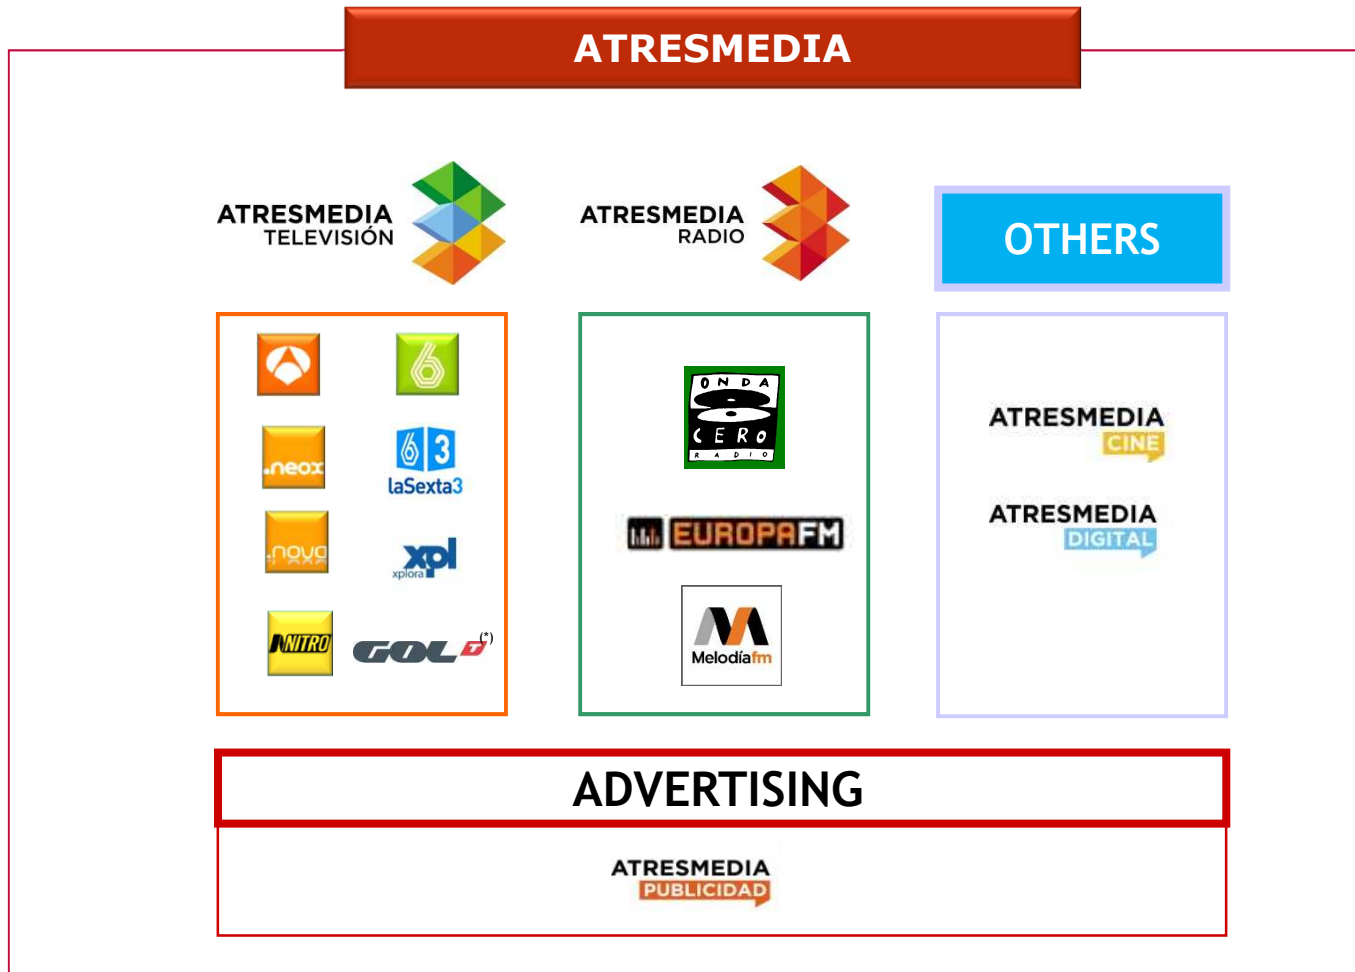 ATRESMEDIA
ATRESMEDIA
TELEVISIÓN
ATRESMEDIA
RADIO
OTHERS
6
.neox
6 3
laSexta3
.nova
xpl
xplora
NITRO
GOL T (*)
ONDA
CERO
RADIO
EUROPAFM
Melodíafm
ATRESMEDIA
CINE
ATRESMEDIA
DIGITAL
ADVERTISING
ATRESMEDIA
PUBLICIDAD